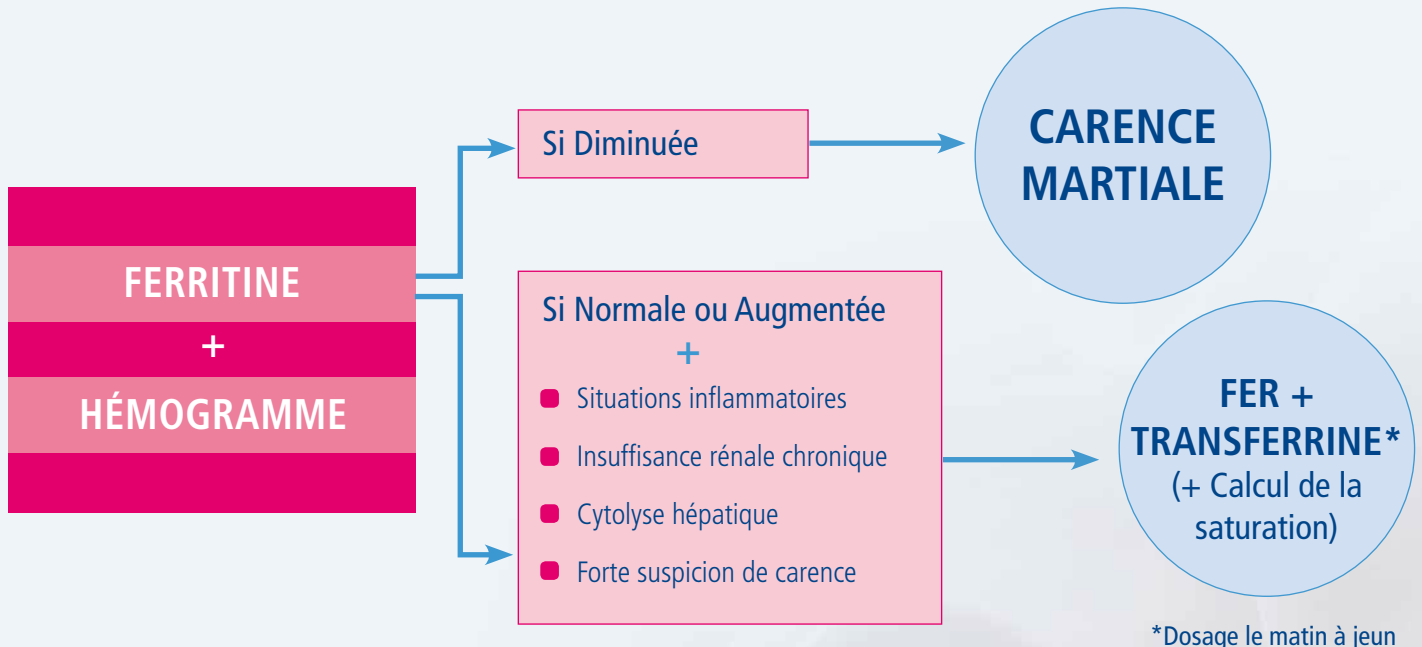 FERRITINE
+
HÉMOGRAMME
Si Diminuée
CARENCE
MARTIALE
Si Normale ou Augmentée
+
Situations inflammatoires
Insuffisance rénale chronique
Cytolyse hépatique
Forte suspicion de carence
FER +
TRANSFERRINE*
(+ Calcul de la
saturation)
*Dosage le matin à jeun